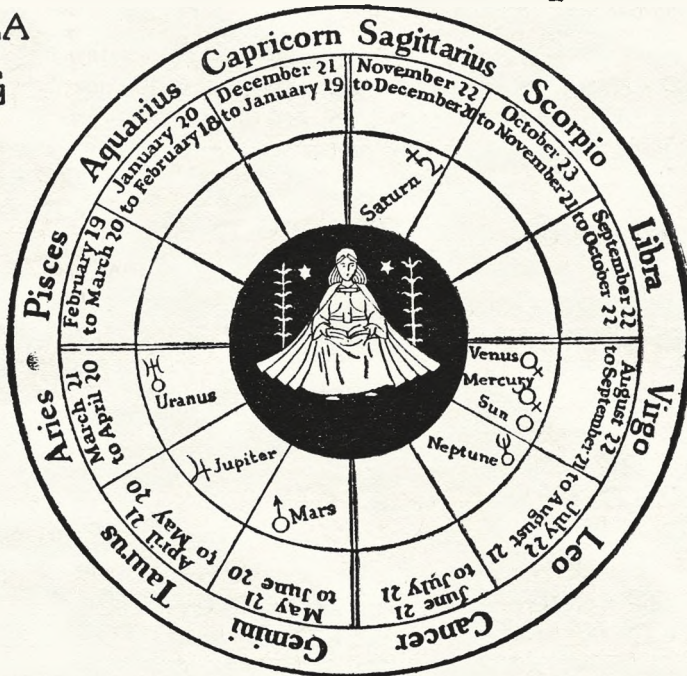 LA
Capricorn
December 21
to January 19
Sagittarius
November 22
to December 20
Scorpio
October 23
to November 21
Libra
September 22
to October 22
Virgo
August 22
to September 21
Leo
July 22
to August 21
Cancer
June 21
to July 21
Gemini
May 21
to June 20
Taurus
April 21
to May 20
Aries
March 21
to April 20
Pisces
February 19
to March 20
Aquarius
January 20
to February 18
Saturn
Venus
Mercury
Sun
Neptune
Mars
Jupiter
Uranus